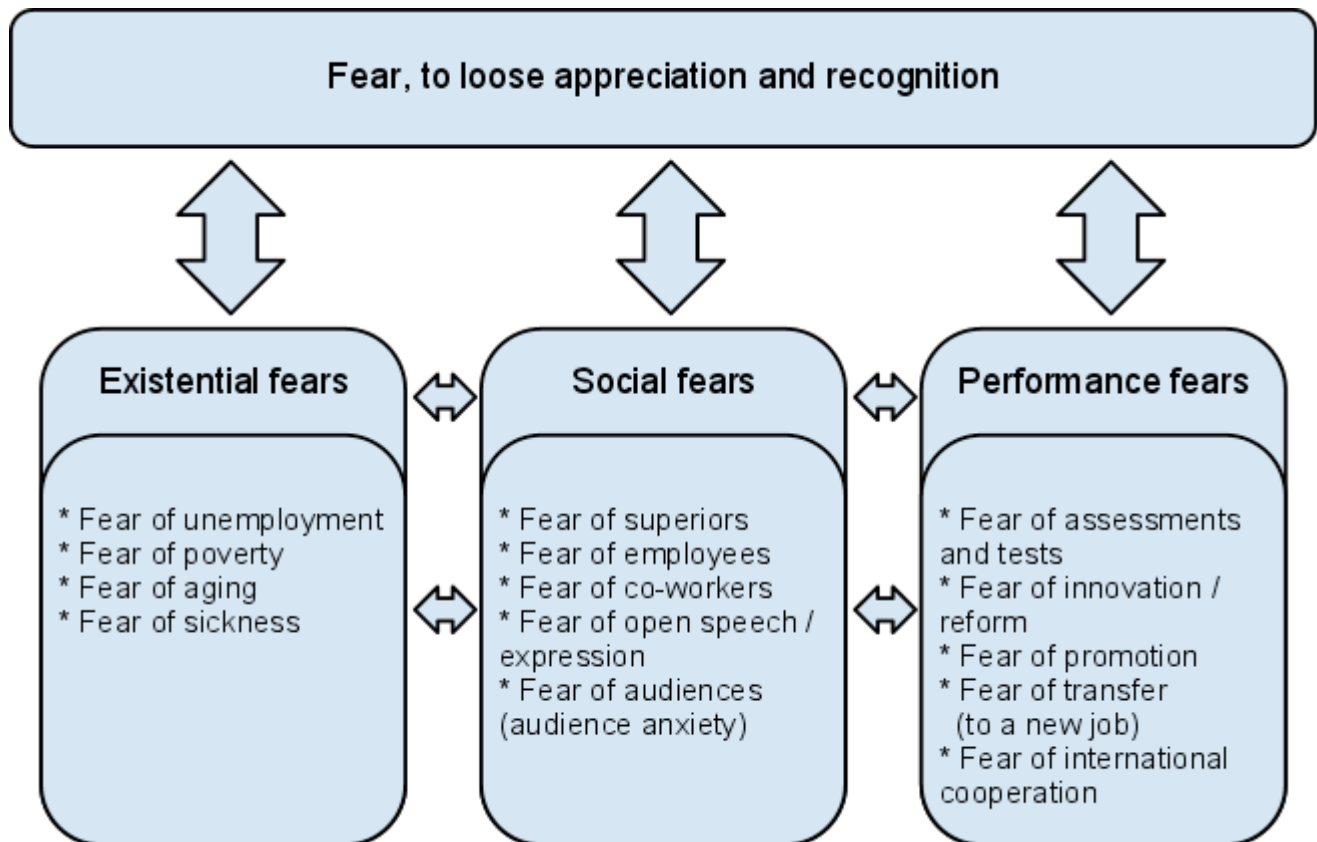 Fear, to loose appreciation and recognition
Existential fears
* Fear of unemployment
* Fear of poverty
* Fear of aging
* Fear of sickness
Social fears
* Fear of superiors
* Fear of employees
* Fear of co-workers
* Fear of open speech /
expression
* Fear of audiences
(audience anxiety)
Performance fears
* Fear of assessments
and tests
* Fear of innovation /
reform
* Fear of promotion
* Fear of transfer
(to a new job)
* Fear of international
cooperation